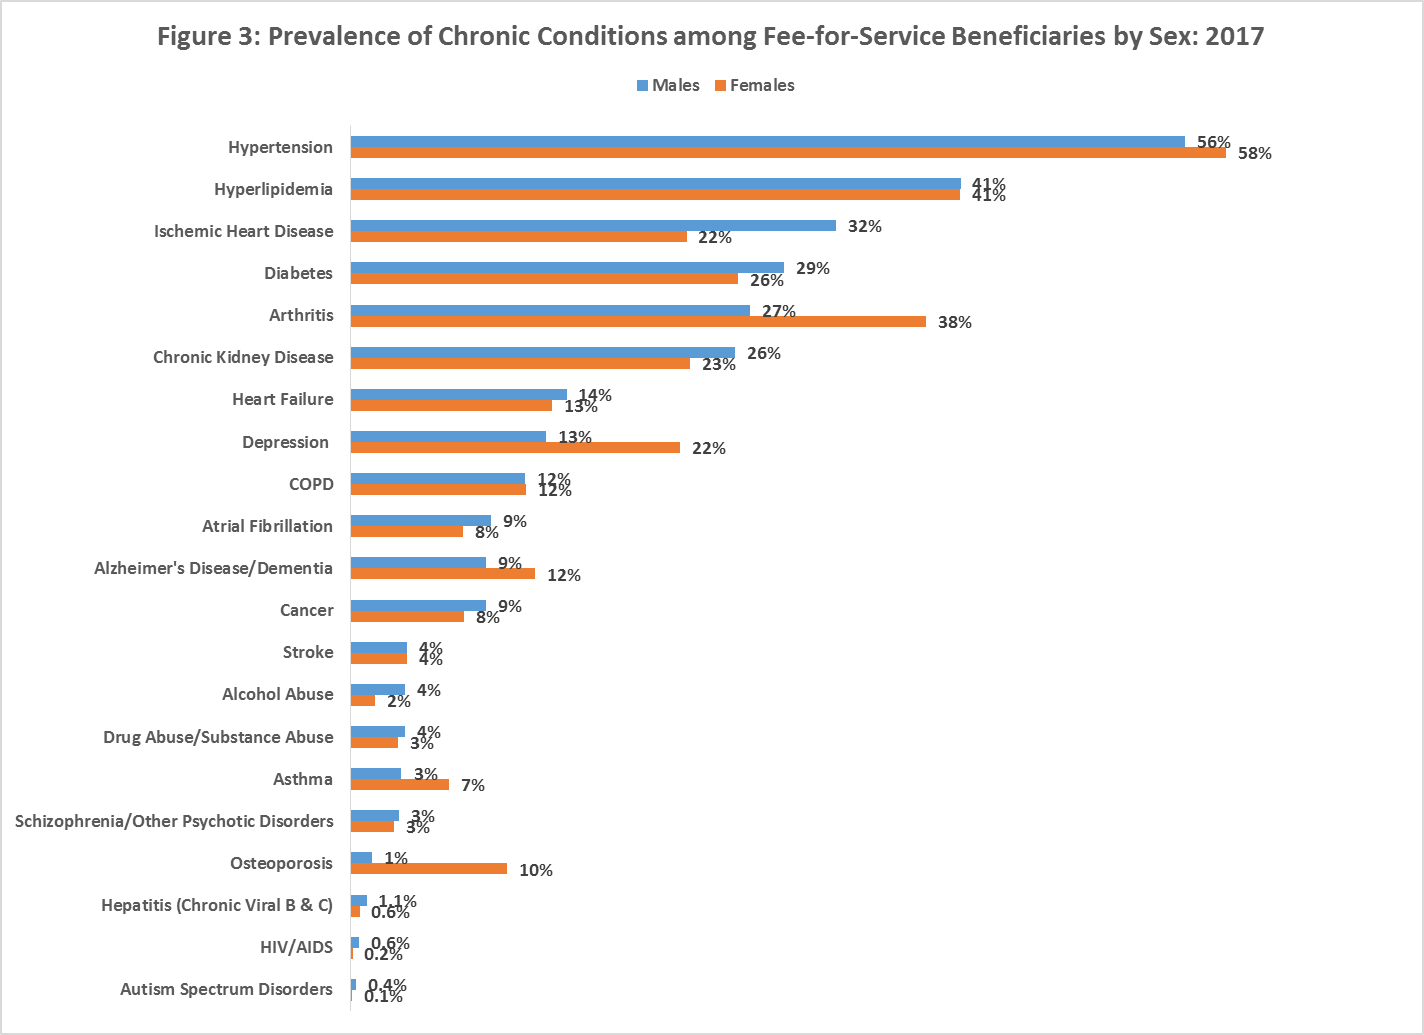 Figure 3: Prevalence of Chronic Conditions among Fee-for-Service Beneficiaries by Sex: 2017
Males Females
Hypertension 56% 58%
Hyperlipidemia 41% 41%
Ischemic Heart Disease 32% 22%
Diabetes 29% 26%
Arthritis 27% 38%
Chronic Kidney Disease 26% 23%
Heart Failure 14% 13%
Depression 13% 22%
COPD 12% 12%
Atrial Fibrillation 9% 8%
Alzheimer's Disease/Dementia 9% 12%
Cancer 9% 8%
Stroke 4% 4%
Alcohol Abuse 4% 2%
Drug Abuse/Substance Abuse 4% 3%
Asthma 3% 7%
Schizophrenia/Other Psychotic Disorders 3% 3%
Osteoporosis 1% 10%
Hepatitis (Chronic Viral B & C) 1.1% 0.6%
HIV/AIDS 0.6% 0.2%
Autism Spectrum Disorders 0.4% 0.1%